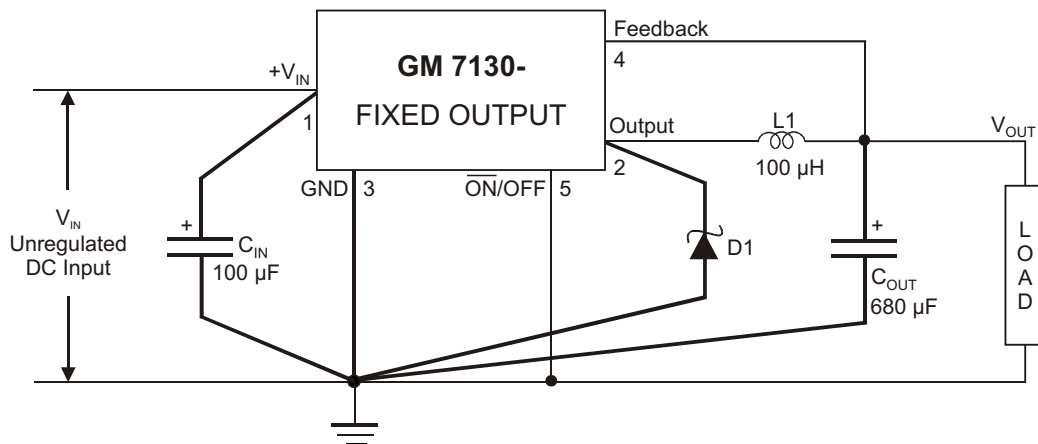 Feedback
4
GM 7130-
+V_IN
1
FIXED OUTPUT
Output
2
L1
100 µH
V_OUT
GND 3
O̅N̅/OFF 5
V_IN
Unregulated
DC Input
+
C_IN
100 µF
D1
+
C_OUT
680 µF
LOAD